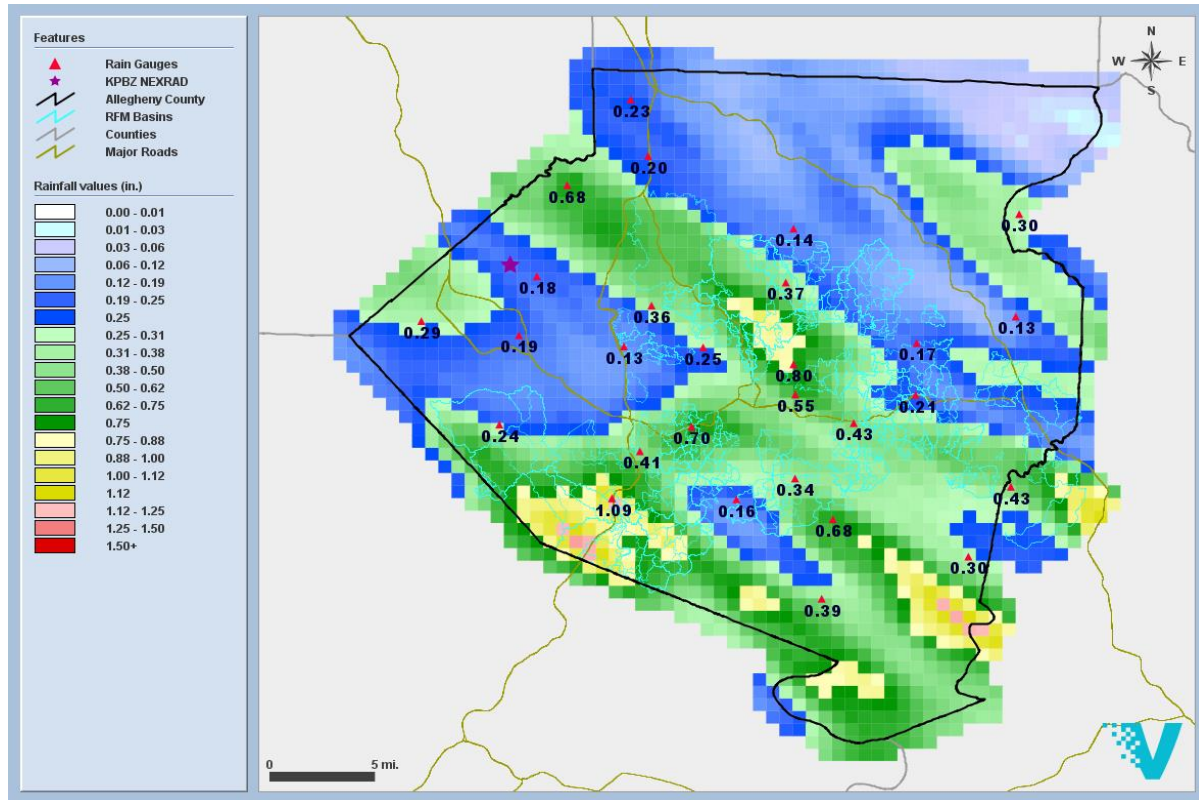 Features
Rain Gauges
KPBZ NEXRAD
Allegheny County
RFM Basins
Counties
Major Roads
Rainfall values (in.)
0.00 - 0.01
0.01 - 0.03
0.03 - 0.06
0.06 - 0.12
0.12 - 0.19
0.19 - 0.25
0.25
0.25 - 0.31
0.31 - 0.38
0.38 - 0.50
0.50 - 0.62
0.62 - 0.75
0.75
0.75 - 0.88
0.88 - 1.00
1.00 - 1.12
1.12
1.12 - 1.25
1.25 - 1.50
1.50+
N
W E
S
0.23
0.20
0.68
0.30
0.14
0.18
0.37
0.36
0.29
0.13
0.19
0.13
0.25
0.17
0.80
0.55
0.21
0.24
0.70
0.43
0.41
0.34
0.43
1.09
0.16
0.68
0.30
0.39
0 5 mi.
V